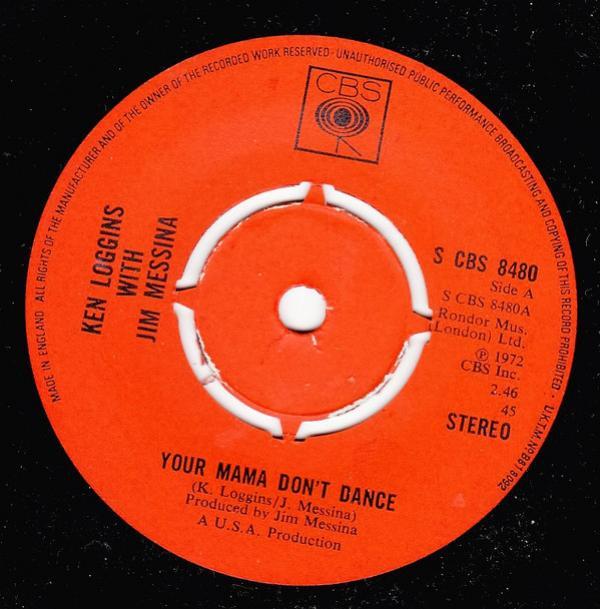 MADE IN ENGLAND ALL RIGHTS OF THE MANUFACTURER AND OF THE OWNER OF THE RECORDED WORK RESERVED · UNAUTHORISED PUBLIC PERFORMANCE BROADCASTING AND COPYING OF THIS RECORD PROHIBITED · U.K.T.M. No 881 8092
CBS
KEN LOGGINS
WITH
JIM MESSINA
S CBS 8480
Side A
S CBS 8480A
Rondor Mus.
(London) Ltd.
Ⓟ 1972
CBS Inc.
2.46
45
STEREO
YOUR MAMA DON'T DANCE
(K. Loggins/J. Messina)
Produced by Jim Messina
A U.S.A. Production